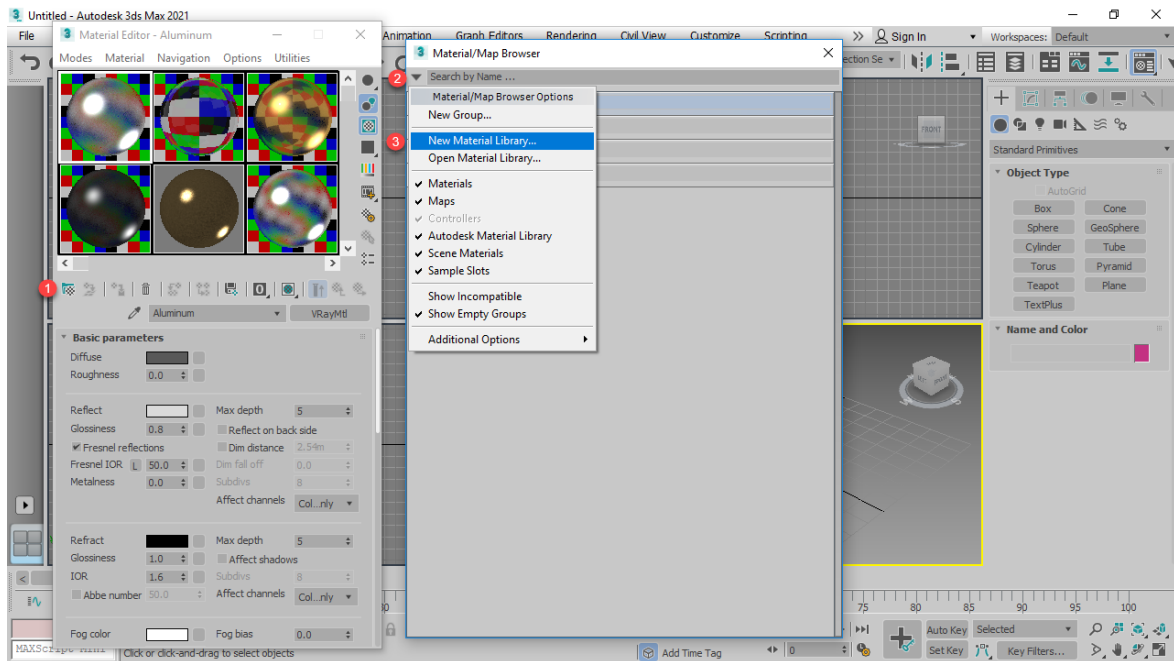 Untitled - Autodesk 3ds Max 2021
File
Animation
Graph Editors
Rendering
Civil View
Customize
Scripting
Sign In
Workspaces: Default
Material Editor - Aluminum
Modes Material Navigation Options Utilities
1
Aluminum
VRayMtl
Basic parameters
Diffuse
Roughness 0.0
Reflect Max depth 5
Glossiness 0.8 Reflect on back side
Fresnel reflections Dim distance 2.54m
Fresnel IOR L 50.0 Dim fall off 0.0
Metalness 0.0 Subdivs 8
Affect channels Col...nly
Refract Max depth 5
Glossiness 1.0 Affect shadows
IOR 1.6 Subdivs 8
Abbe number 50.0 Affect channels Col...nly
Fog color Fog bias 0.0
Material/Map Browser
2
Search by Name ...
Material/Map Browser Options
New Group...
3
New Material Library...
Open Material Library...
Materials
Maps
Controllers
Autodesk Material Library
Scene Materials
Sample Slots
Show Incompatible
Show Empty Groups
Additional Options
ection Se
FRONT
Standard Primitives
Object Type
AutoGrid
Box Cone
Sphere GeoSphere
Cylinder Tube
Torus Pyramid
Teapot Plane
TextPlus
Name and Color
75 80 85 90 95 100
Auto Key Selected
Set Key Key Filters...
MAXScript Mini
Click or click-and-drag to select objects
Add Time Tag
0